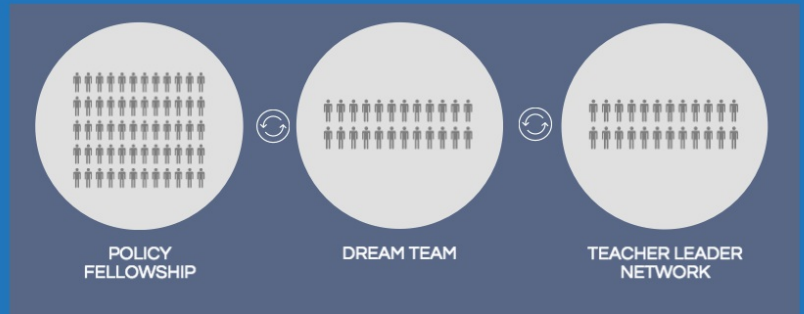 POLICY
FELLOWSHIP
DREAM TEAM
TEACHER LEADER
NETWORK